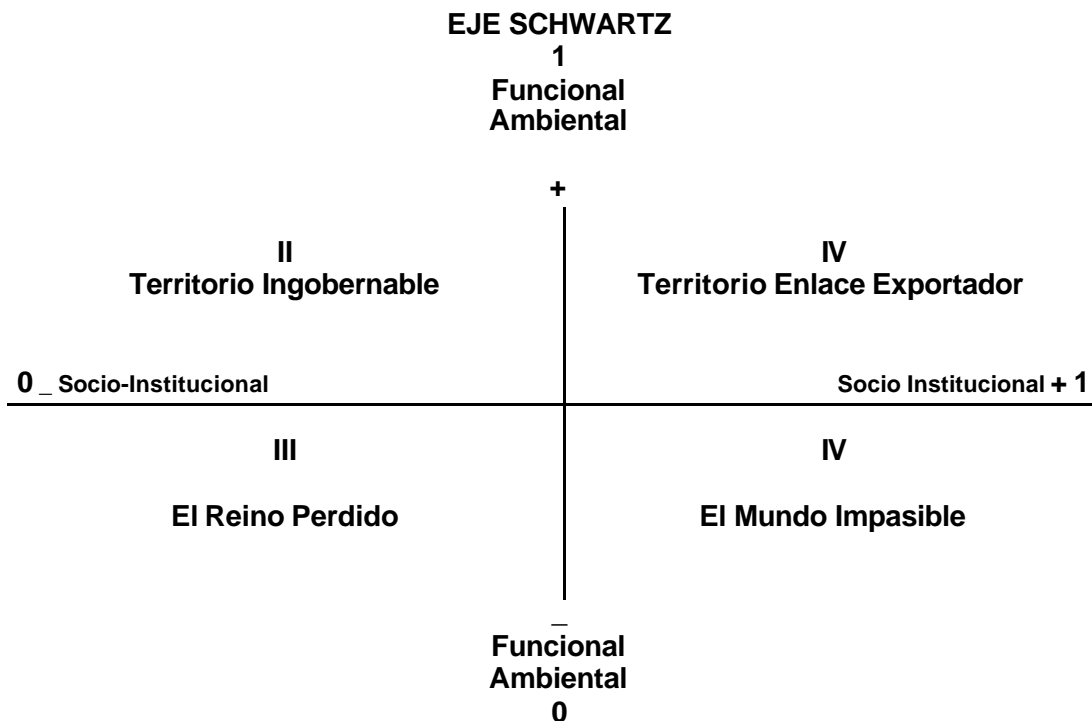 EJE SCHWARTZ
1
Funcional
Ambiental
+
II
Territorio Ingobernable
IV
Territorio Enlace Exportador
0 _ Socio-Institucional
Socio Institucional + 1
III
El Reino Perdido
IV
El Mundo Impasible
_
Funcional
Ambiental
0